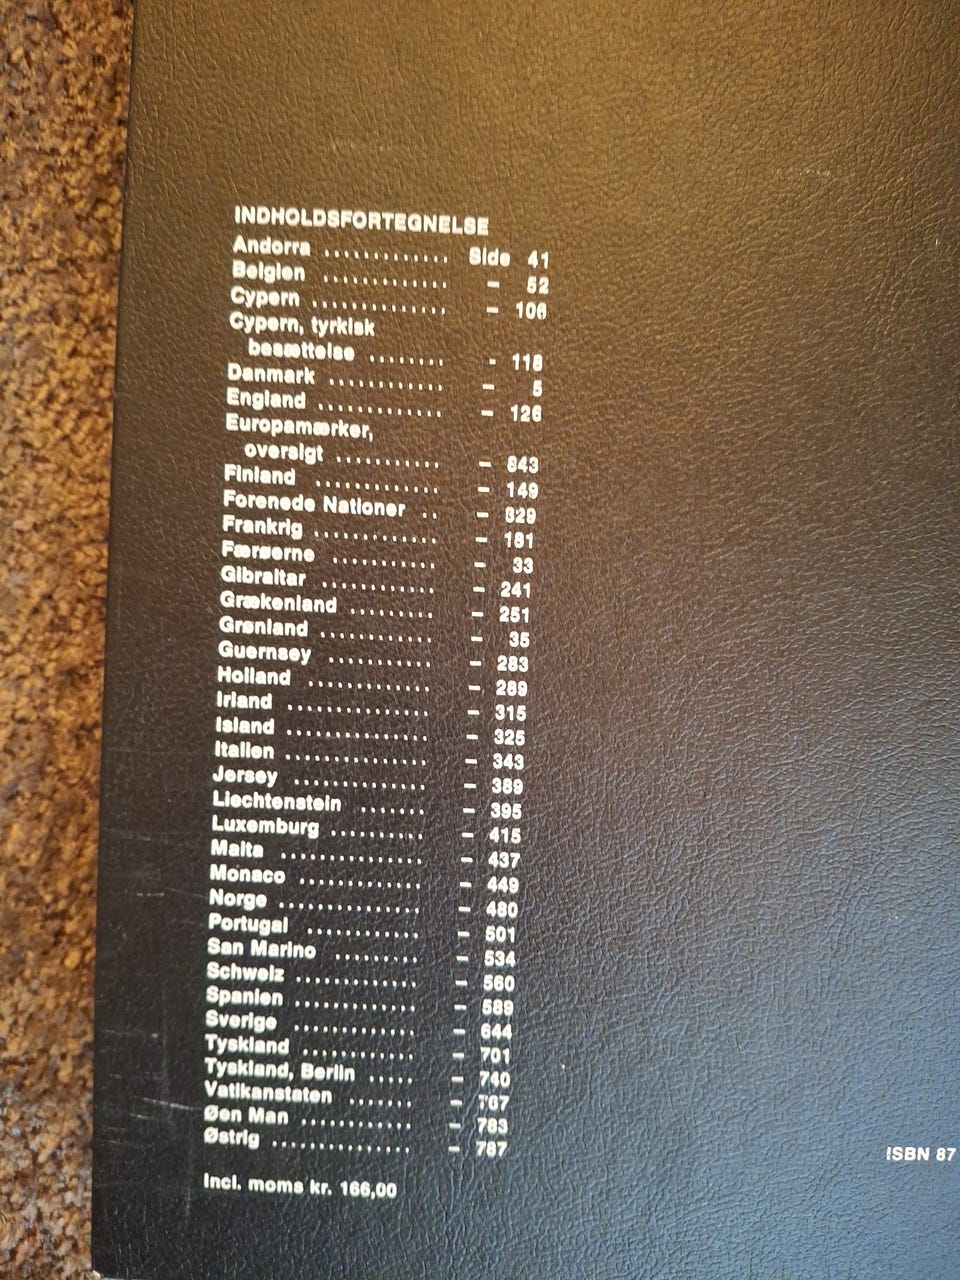 INDHOLDSFORTEGNELSE
Andorra ............. Side 41
Belgien ............. - 52
Cypern .............. - 106
Cypern, tyrkisk
besættelse ........ - 118
Danmark ............ - 5
England ............. - 126
Europamærker,
oversigt ........... - 843
Finland ............. - 149
Forenede Nationer .. - 829
Frankrig ............. - 181
Færøerne ........... - 33
Gibraltar ............ - 241
Grækenland ......... - 251
Grønland ............ - 35
Guernsey ........... - 283
Holland ............. - 289
Irland ............... - 315
Island ............... - 325
Italien ............... - 343
Jersey .............. - 389
Liechtenstein ....... - 395
Luxemburg .......... - 415
Malta ............... - 437
Monaco ............. - 449
Norge ............... - 480
Portugal ............ - 501
San Marino ......... - 534
Schweiz ............. - 560
Spanien ............. - 589
Sverige ............. - 644
Tyskland ............ - 701
Tyskland, Berlin ..... - 740
Vatikanstaten ....... - 767
Øen Man ............ - 783
Østrig ............... - 787
Incl. moms kr. 166,00
ISBN 87